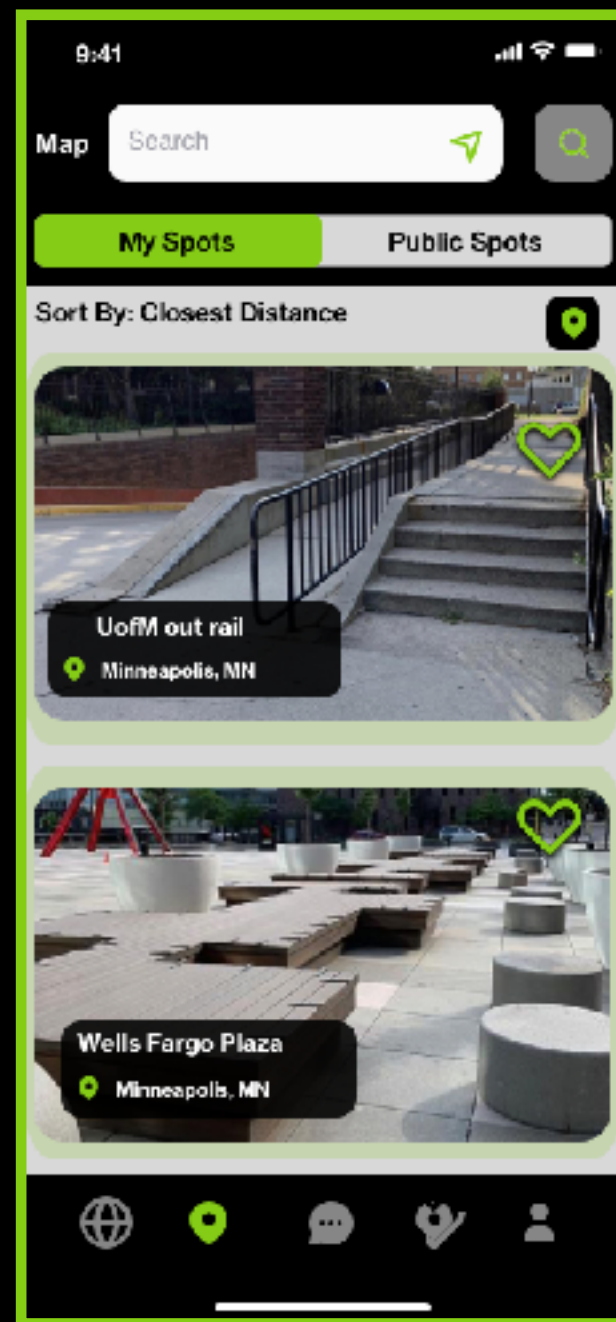 9:41
Map Search
My Spots Public Spots
Sort By: Closest Distance
UofM out rail
Minneapolis, MN
Wells Fargo Plaza
Minneapolis, MN